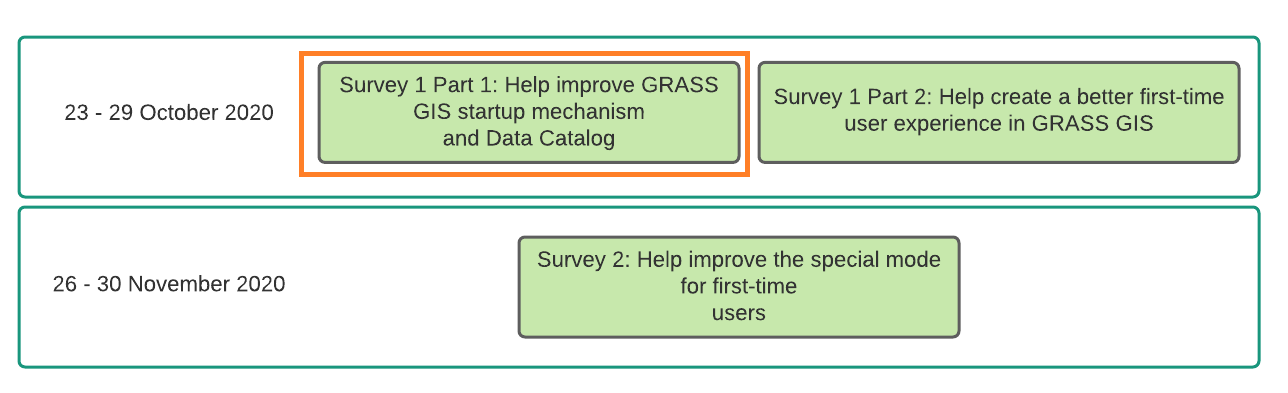 23 - 29 October 2020
Survey 1 Part 1: Help improve GRASS
GIS startup mechanism
and Data Catalog
Survey 1 Part 2: Help create a better first-time
user experience in GRASS GIS
26 - 30 November 2020
Survey 2: Help improve the special mode
for first-time
users